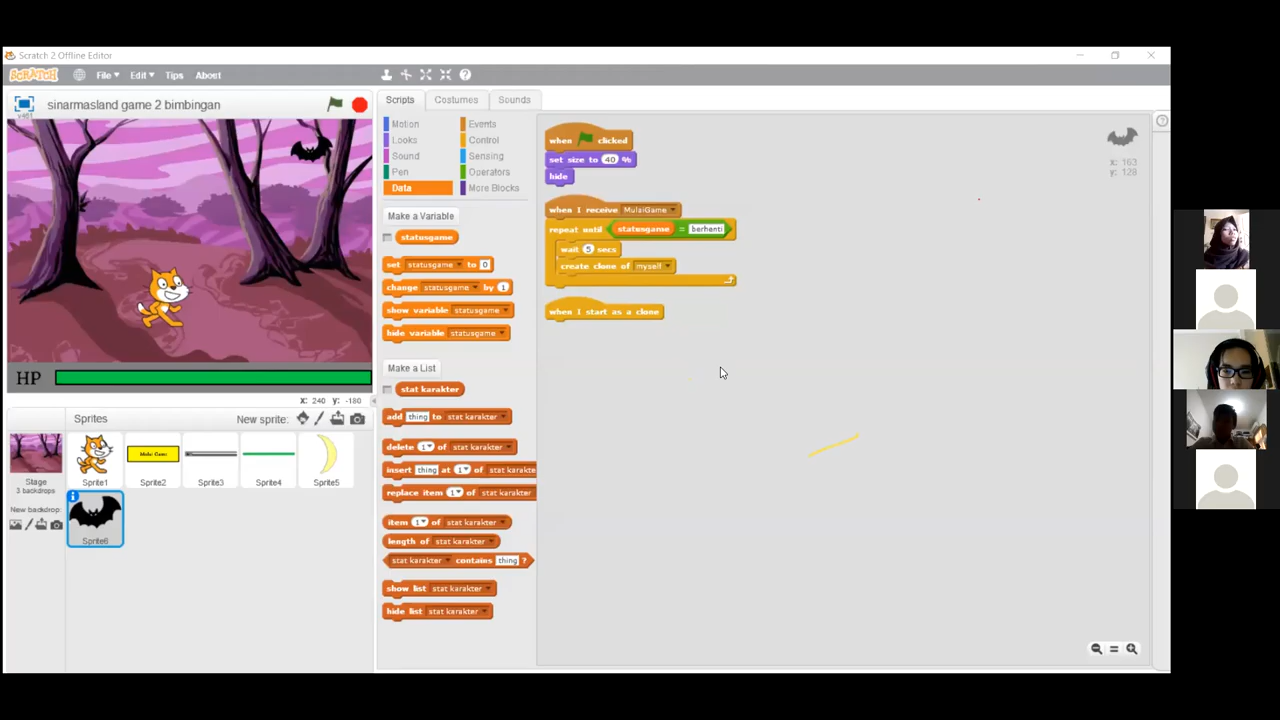 Scratch 2 Offline Editor
SCRATCH File Edit Tips About
sinarmasland game 2 bimbingan
v461
HP
x: 240 y: -180
Sprites New sprite:
Stage
3 backdrops
New backdrop:
Sprite1
Mulai Game
Sprite2
Sprite3
Sprite4
Sprite5
Sprite6
Scripts Costumes Sounds
Motion Events
Looks Control
Sound Sensing
Pen Operators
Data More Blocks
Make a Variable
statusgame
set statusgame to 0
change statusgame by 1
show variable statusgame
hide variable statusgame
Make a List
stat karakter
add thing to stat karakter
delete 1 of stat karakter
insert thing at 1 of stat karakte
replace item 1 of stat karakter
item 1 of stat karakter
length of stat karakter
stat karakter contains thing ?
show list stat karakter
hide list stat karakter
when clicked
set size to 40 %
hide
when I receive MulaiGame
repeat until statusgame = berhenti
wait 5 secs
create clone of myself
when I start as a clone
x: 163
y: 128